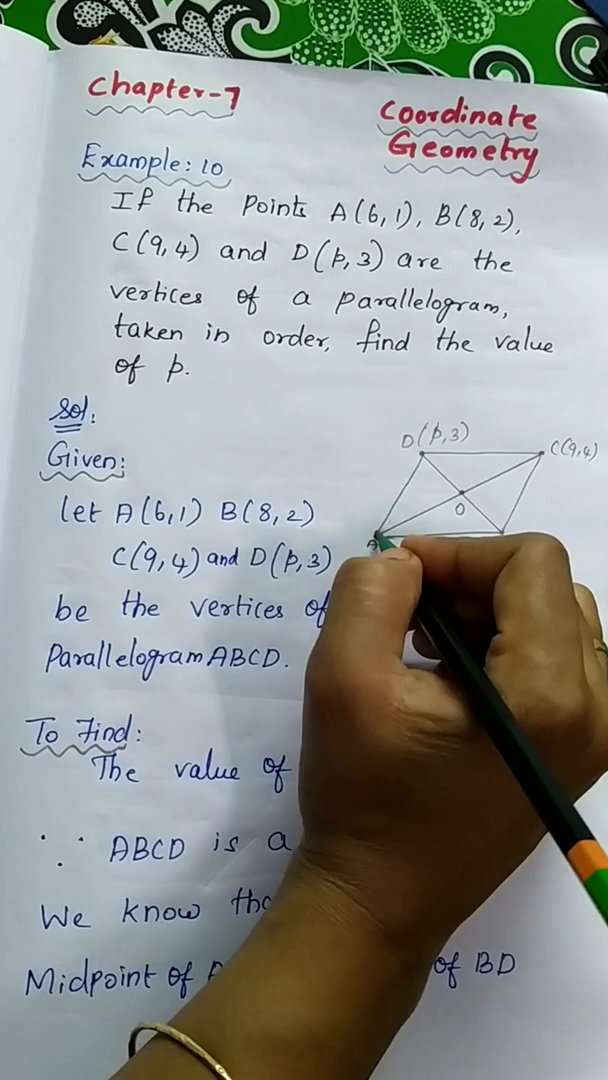 Chapter-7
Coordinate
Geometry
Example: 10
If the Points A(6,1), B(8,2),
C(9,4) and D(p,3) are the
vertices of a parallelogram,
taken in order, find the value
of p.
Sol:
Given:
D(p,3)
C(9,4)
O
A
let A(6,1) B(8,2)
C(9,4) and D(p,3)
be the vertices of
Parallelogram ABCD.
To Find:
The value of
∵ ABCD is a
We know
Midpoint of
of BD